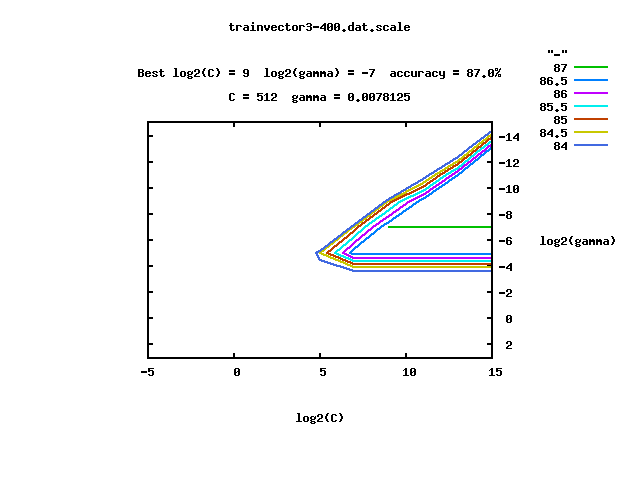 trainvector3-400.dat.scale
Best log2(C) = 9  log2(gamma) = -7  accuracy = 87.0%
C = 512  gamma = 0.0078125
"-"
87
86.5
86
85.5
85
84.5
84
-14
-12
-10
-8
-6
-4
-2
0
2
log2(gamma)
-5 0 5 10 15
log2(C)